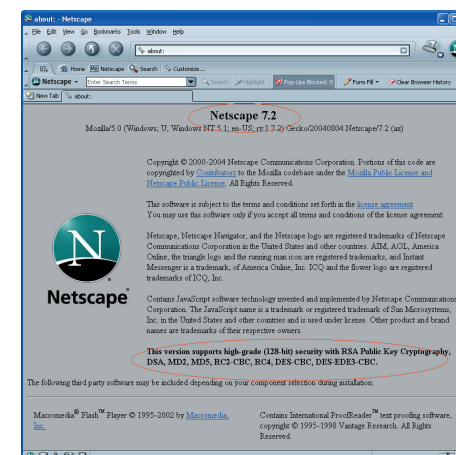 about: - Netscape
File Edit View Go Bookmarks Tools Window Help
about:
Home My Netscape Search Customize...
Netscape Enter Search Terms Search Highlight Pop-Ups Blocked: 0 Form Fill Clear Browser History
New Tab about:
Netscape 7.2
Mozilla/5.0 (Windows; U; Windows NT 5.1; en-US; rv:1.7.2) Gecko/20040804 Netscape/7.2 (ax)
Copyright © 2000-2004 Netscape Communications Corporation. Portions of this code are
copyrighted by Contributors to the Mozilla codebase under the Mozilla Public License and
Netscape Public License. All Rights Reserved.
This software is subject to the terms and conditions set forth in the license agreement.
You may use this software only if you accept all terms and conditions of the license agreement.
Netscape, Netscape Navigator, and the Netscape logo are registered trademarks of Netscape
Communications Corporation in the United States and other countries. AIM, AOL, America
Online, the triangle logo and the running man icon are registered trademarks, and Instant
Messenger is a trademark, of America Online, Inc. ICQ and the flower logo are registered
trademarks of ICQ, Inc.
N
Netscape®
Contains JavaScript software technology invented and implemented by Netscape Communications
Corporation. The JavaScript name is a trademark or registered trademark of Sun Microsystems,
Inc. in the United States and other countries and is used under license. Other product and brand
names are trademarks of their respective owners.
This version supports high-grade (128-bit) security with RSA Public Key Cryptography,
DSA, MD2, MD5, RC2-CBC, RC4, DES-CBC, DES-EDE3-CBC.
The following third party software may be included depending on your component selection during installation:
Macromedia® Flash™ Player © 1995-2002 by Macromedia,
Inc.
Contains International ProofReader™ text proofing software,
copyright © 1995-1998 Vantage Research. All Rights
Reserved.